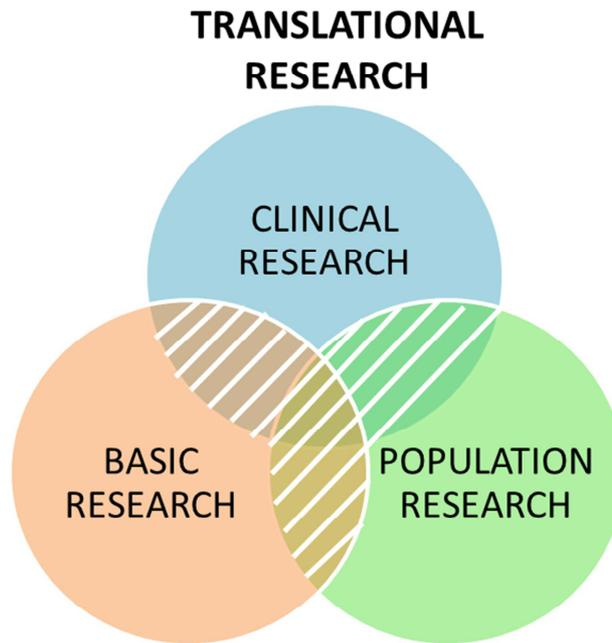 TRANSLATIONAL
RESEARCH
CLINICAL
RESEARCH
BASIC
RESEARCH
POPULATION
RESEARCH